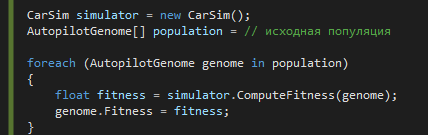 CarSim simulator = new CarSim();
AutopilotGenome[] population = // исходная популяция
foreach (AutopilotGenome genome in population)
{
float fitness = simulator.ComputeFitness(genome);
genome.Fitness = fitness;
}